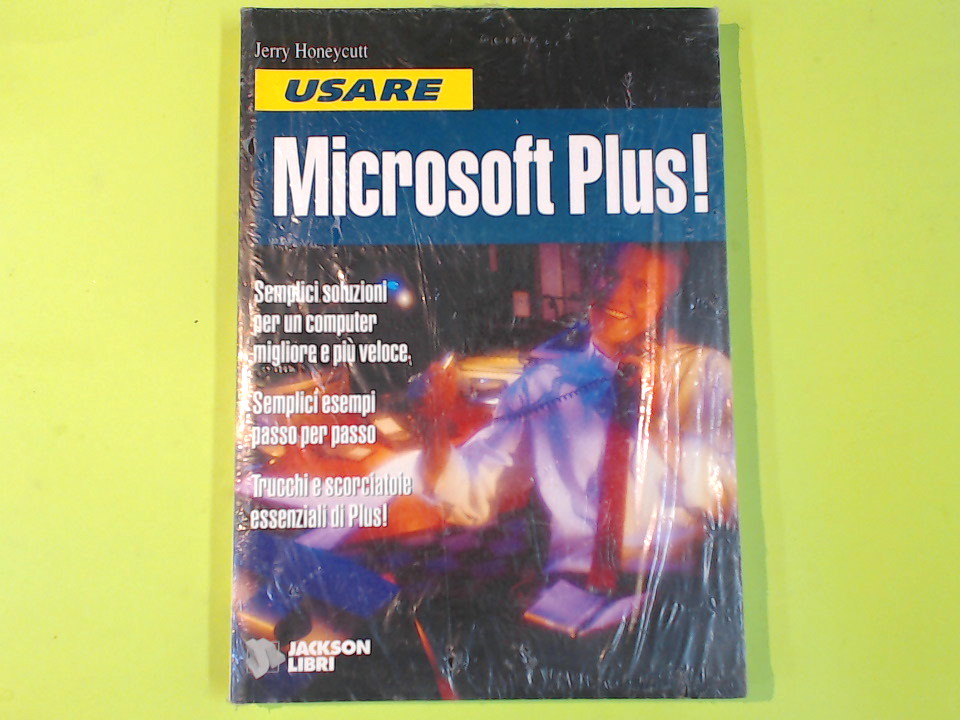 Jerry Honeycutt
USARE
Microsoft Plus!
Semplici soluzioni
per un computer
migliore e più veloce.
Semplici esempi
passo per passo
Trucchi e scorciatoie
essenziali di Plus!
JACKSON
LIBRI